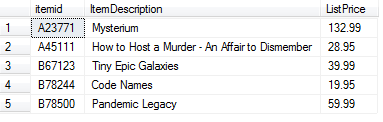 itemid ItemDescription ListPrice
1 A23771 Mysterium 132.99
2 A45111 How to Host a Murder - An Affair to Dismember 28.95
3 B67123 Tiny Epic Galaxies 39.99
4 B78244 Code Names 19.95
5 B78500 Pandemic Legacy 59.99